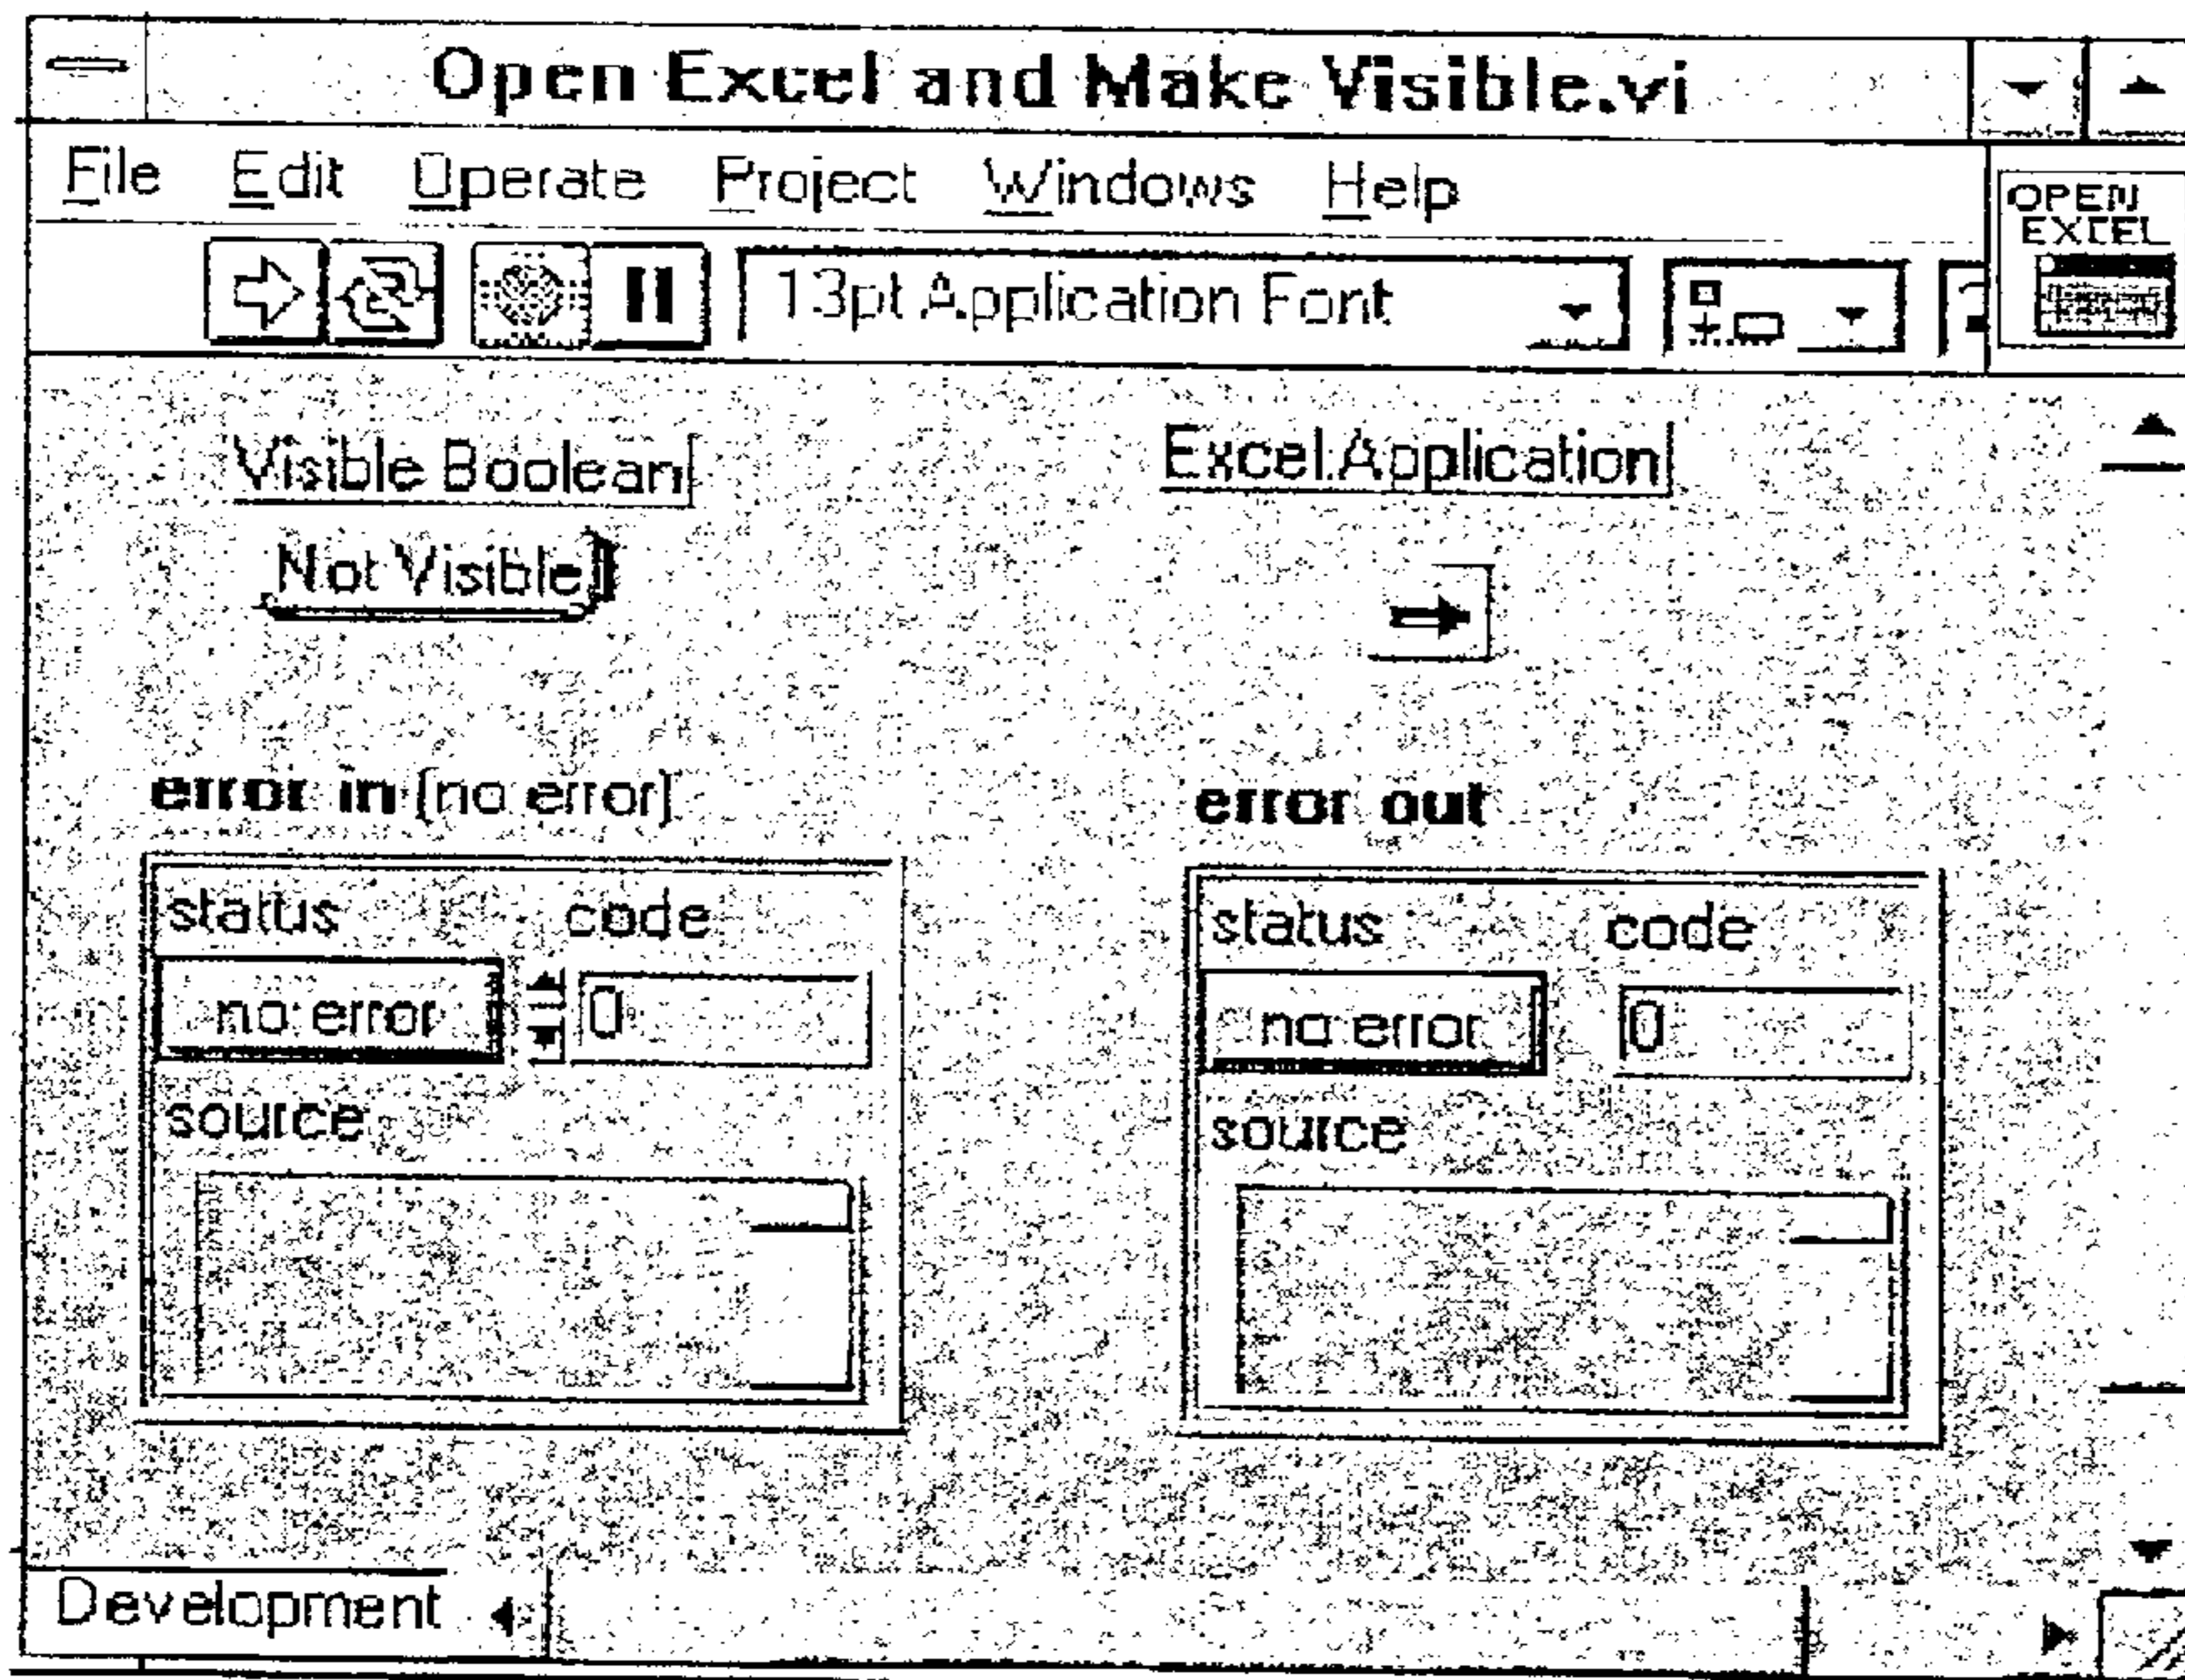 Open Excel and Make Visible.vi
File Edit Operate Project Windows Help
OPEN
EXCEL
13pt Application Font
Visible Boolean
Excel.Application
Not Visible
error in (no error)
error out
status code
status code
no error 0
no error 0
source
source
Development